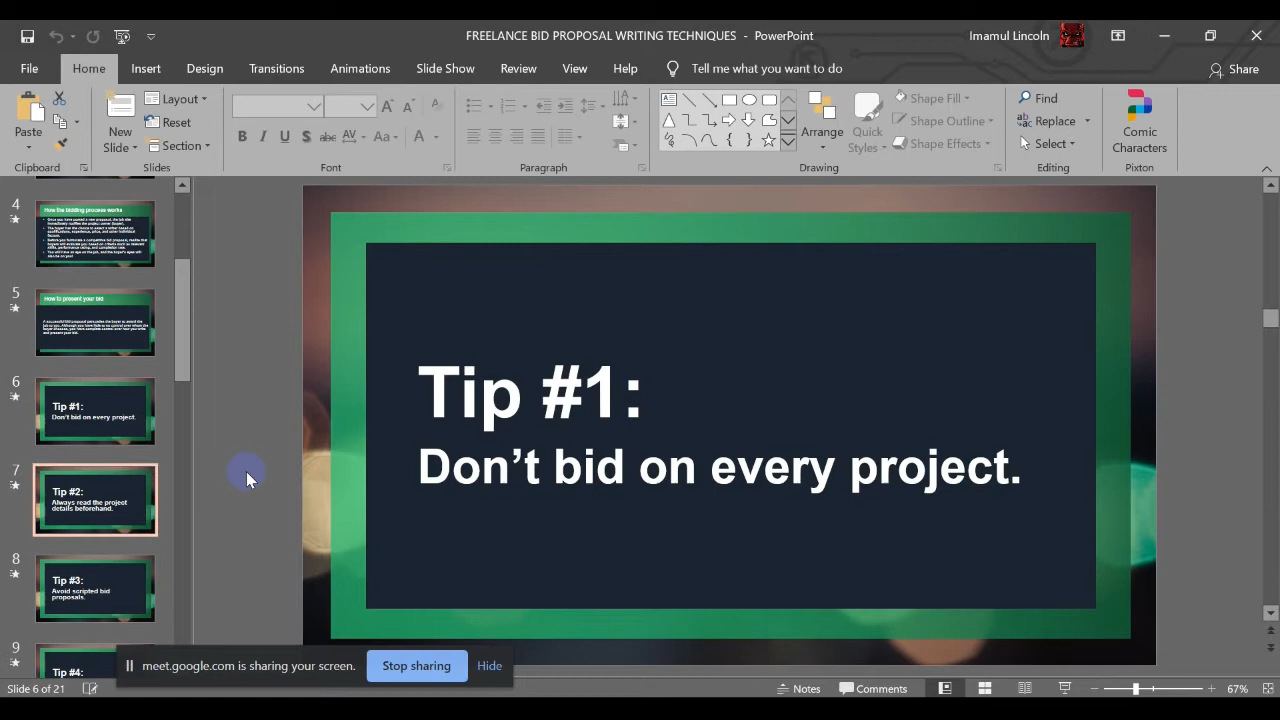 FREELANCE BID PROPOSAL WRITING TECHNIQUES - PowerPoint
Imamul Lincoln
File Home Insert Design Transitions Animations Slide Show Review View Help Tell me what you want to do Share
Paste
New
Slide
Layout
Reset
Section
B I U S abc AV Aa A
Arrange
Quick
Styles
Shape Fill
Shape Outline
Shape Effects
Find
Replace
Select
Comic
Characters
Clipboard Slides Font Paragraph Drawing Editing Pixton
4
How the bidding process works
5
How to present your bid
6
Tip #1:
Don't bid on every project.
7
Tip #2:
Always read the project
details beforehand.
8
Tip #3:
Avoid scripted bid
proposals.
9
Tip #4:
Tip #1:
Don’t bid on every project.
meet.google.com is sharing your screen. Stop sharing Hide
Slide 6 of 21
Notes Comments 67%